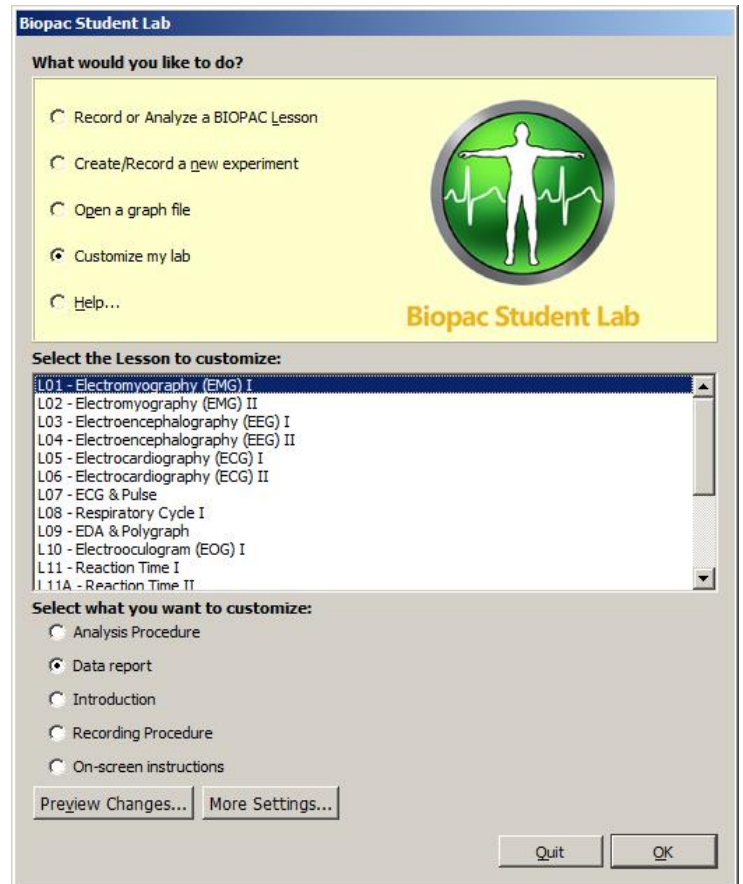 Biopac Student Lab
What would you like to do?
Record or Analyze a BIOPAC Lesson
Create/Record a new experiment
Open a graph file
Customize my lab
Help...
Biopac Student Lab
Select the Lesson to customize:
L01 - Electromyography (EMG) I
L02 - Electromyography (EMG) II
L03 - Electroencephalography (EEG) I
L04 - Electroencephalography (EEG) II
L05 - Electrocardiography (ECG) I
L06 - Electrocardiography (ECG) II
L07 - ECG & Pulse
L08 - Respiratory Cycle I
L09 - EDA & Polygraph
L10 - Electrooculogram (EOG) I
L11 - Reaction Time I
L11A - Reaction Time II
Select what you want to customize:
Analysis Procedure
Data report
Introduction
Recording Procedure
On-screen instructions
Preview Changes... More Settings...
Quit OK